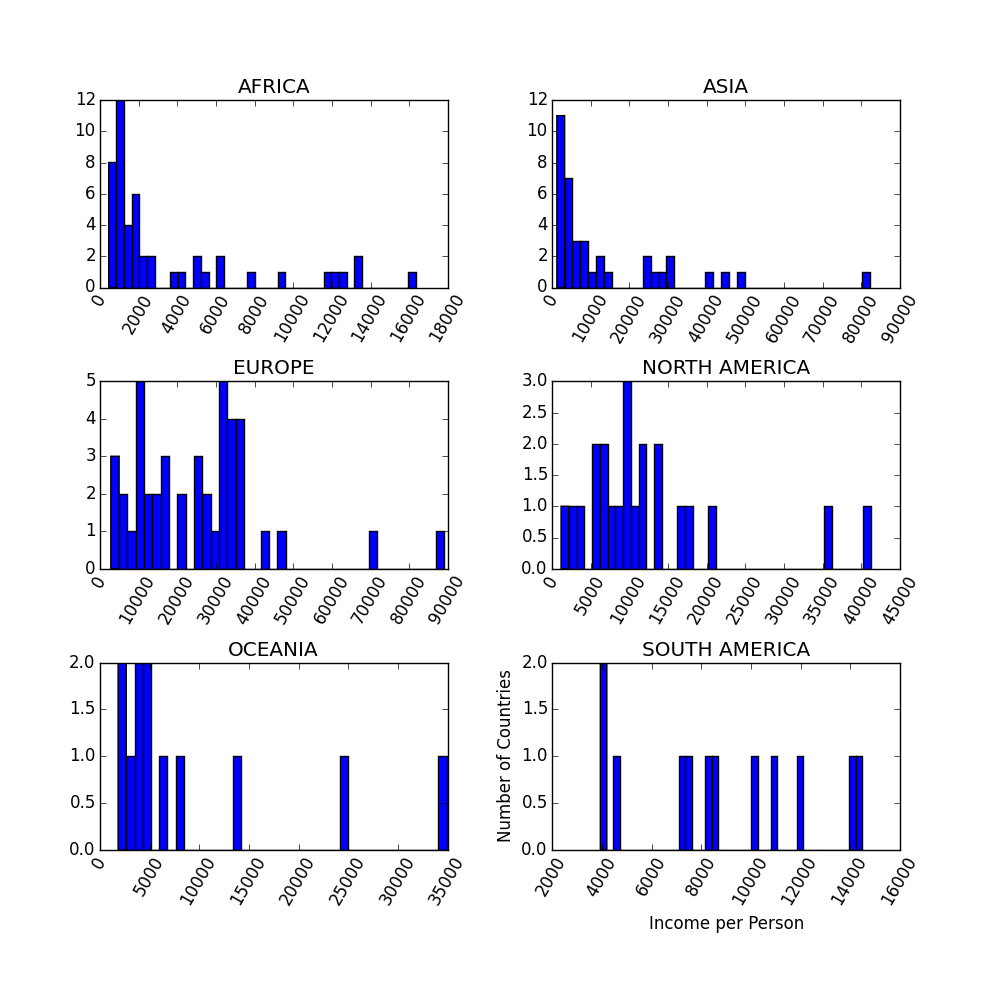 AFRICA
12
10
8
6
4
2
0
0 2000 4000 6000 8000 10000 12000 14000 16000 18000
ASIA
12
10
8
6
4
2
0
0 10000 20000 30000 40000 50000 60000 70000 80000 90000
EUROPE
5
4
3
2
1
0
0 10000 20000 30000 40000 50000 60000 70000 80000 90000
NORTH AMERICA
3.0
2.5
2.0
1.5
1.0
0.5
0.0
0 5000 10000 15000 20000 25000 30000 35000 40000 45000
OCEANIA
2.0
1.5
1.0
0.5
0.0
0 5000 10000 15000 20000 25000 30000 35000
SOUTH AMERICA
Number of Countries
2.0
1.5
1.0
0.5
0.0
2000 4000 6000 8000 10000 12000 14000 16000
Income per Person